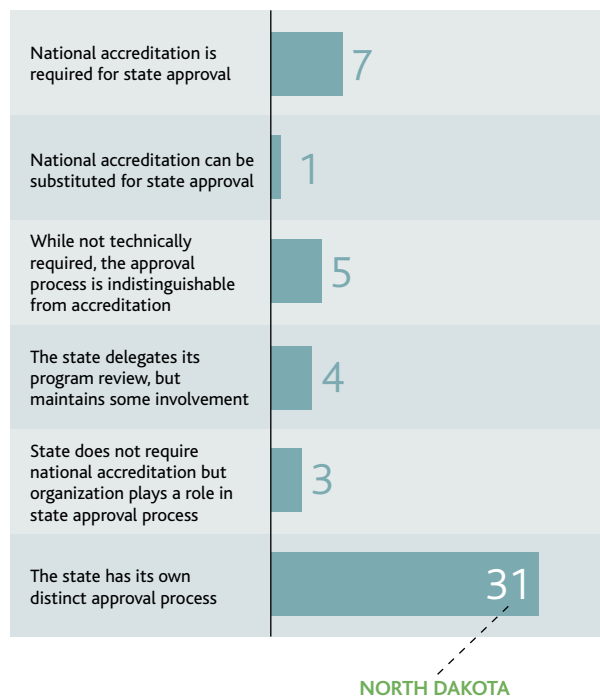 National accreditation is
required for state approval
7
National accreditation can be
substituted for state approval
1
While not technically
required, the approval
process is indistinguishable
from accreditation
5
The state delegates its
program review, but
maintains some involvement
4
State does not require
national accreditation but
organization plays a role in
state approval process
3
The state has its own
distinct approval process
31
NORTH DAKOTA